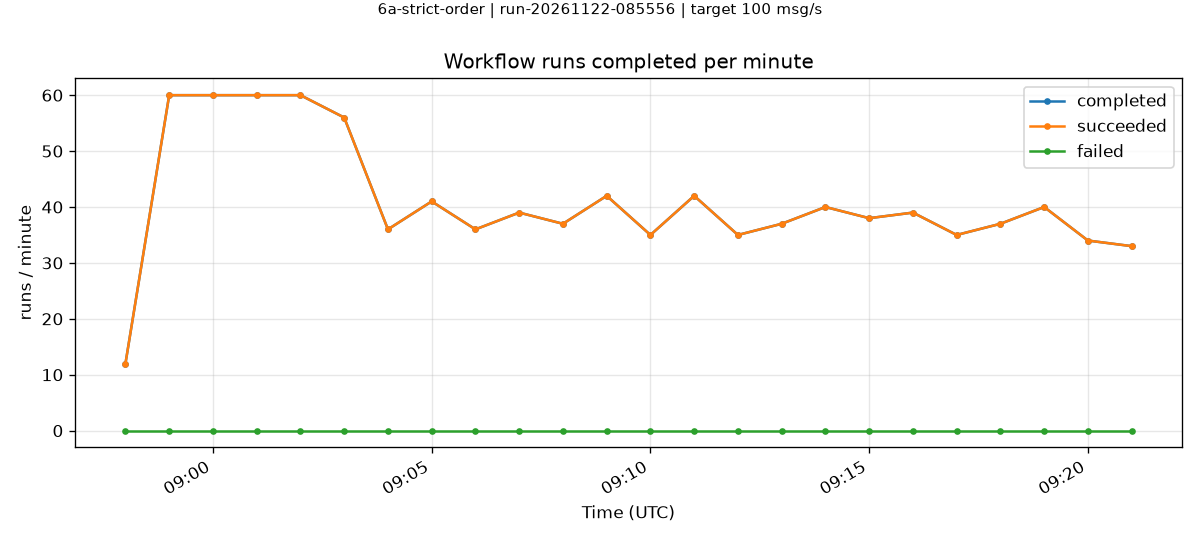 6a-strict-order | run-20261122-085556 | target 100 msg/s
Workflow runs completed per minute
completed
succeeded
failed
runs / minute
60
50
40
30
20
10
0
09:00
09:05
09:10
09:15
09:20
Time (UTC)